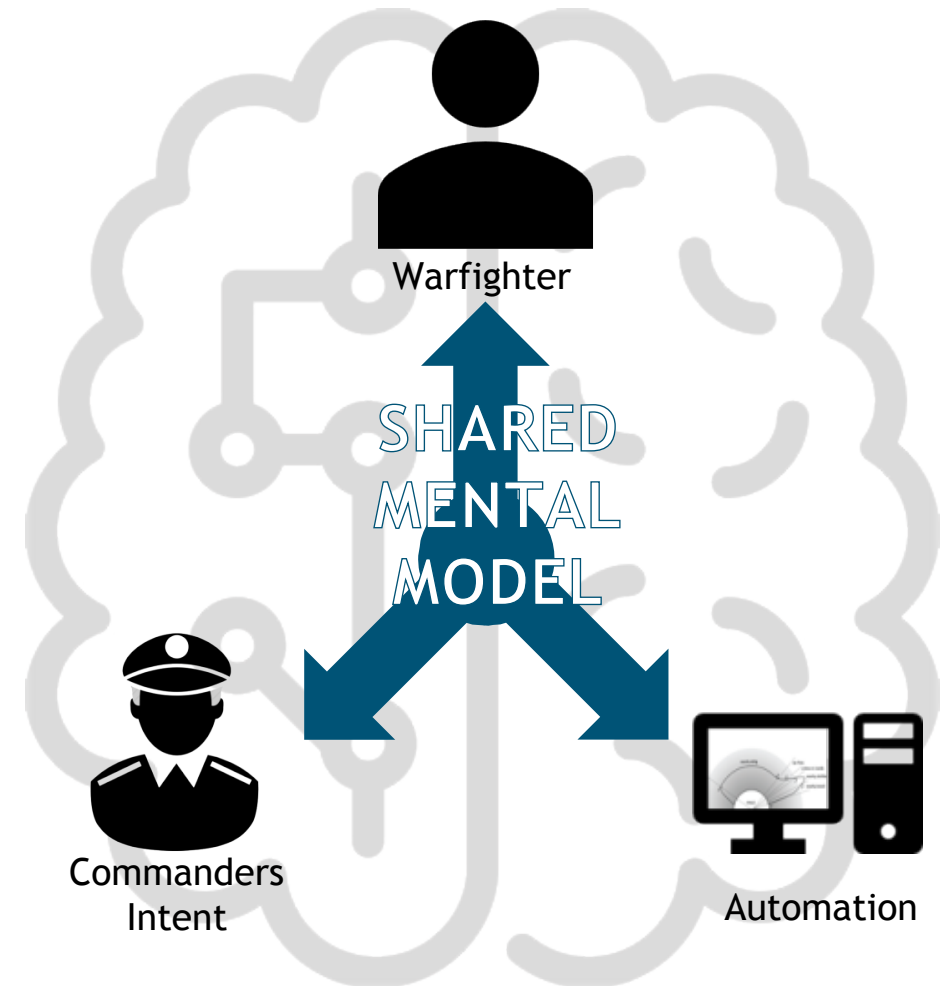 Warfighter
SHARED
MENTAL
MODEL
Commanders
Intent
Automation